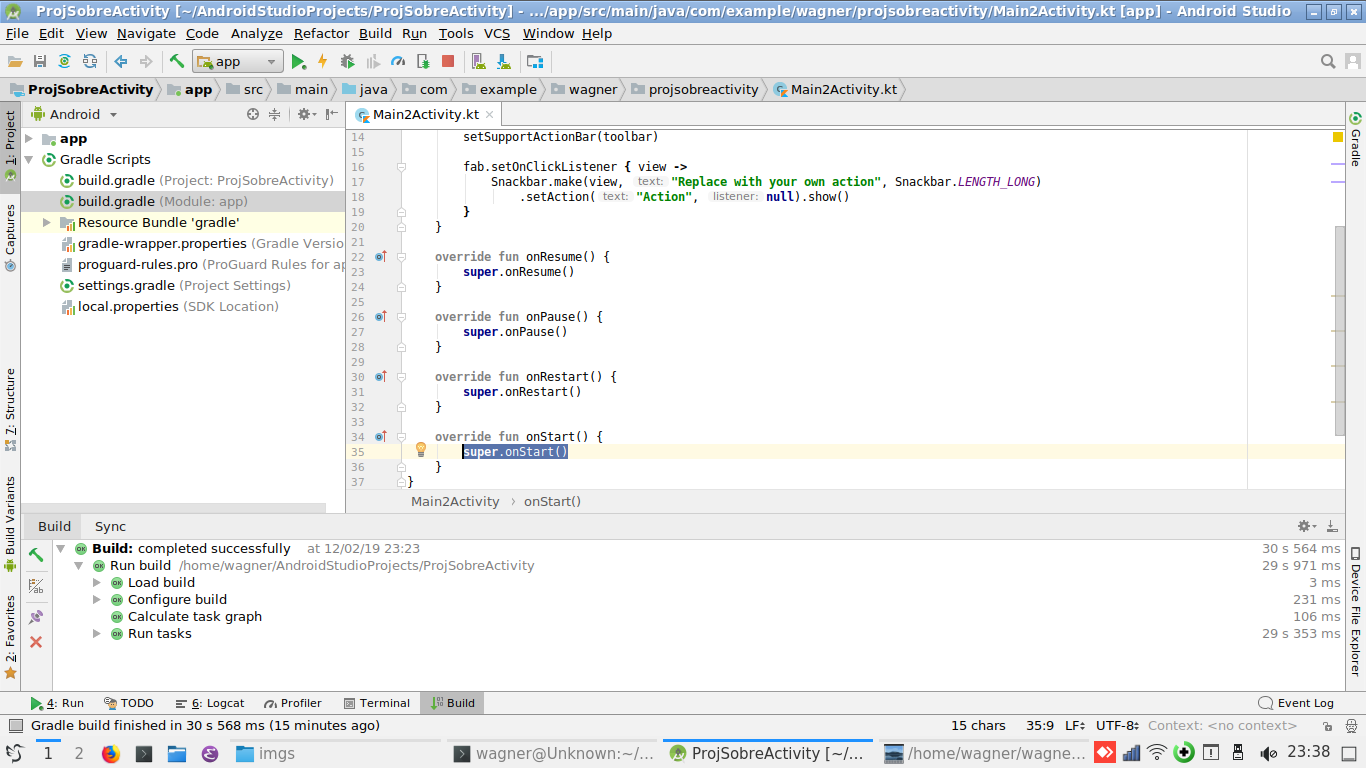 ProjSobreActivity [~/AndroidStudioProjects/ProjSobreActivity] - .../app/src/main/java/com/example/wagner/projsobreactivity/Main2Activity.kt [app] - Android Studio
File Edit View Navigate Code Analyze Refactor Build Run Tools VCS Window Help
app
ProjSobreActivity app src main java com example wagner projsobreactivity Main2Activity.kt
1: Project
Captures
7: Structure
Build Variants
2: Favorites
Android
app
Gradle Scripts
build.gradle (Project: ProjSobreActivity)
build.gradle (Module: app)
Resource Bundle 'gradle'
gradle-wrapper.properties (Gradle Versio
proguard-rules.pro (ProGuard Rules for ap
settings.gradle (Project Settings)
local.properties (SDK Location)
Main2Activity.kt
14 setSupportActionBar(toolbar)
15
16 fab.setOnClickListener { view ->
17 Snackbar.make(view, text: "Replace with your own action", Snackbar.LENGTH_LONG)
18 .setAction( text: "Action", listener: null).show()
19 }
20 }
21
22 override fun onResume() {
23 super.onResume()
24 }
25
26 override fun onPause() {
27 super.onPause()
28 }
29
30 override fun onRestart() {
31 super.onRestart()
32 }
33
34 override fun onStart() {
35 super.onStart()
36 }
37 }
Main2Activity › onStart()
Gradle
Device File Explorer
Build Sync
Build: completed successfully at 12/02/19 23:23 30 s 564 ms
Run build /home/wagner/AndroidStudioProjects/ProjSobreActivity 29 s 971 ms
Load build 3 ms
Configure build 231 ms
Calculate task graph 106 ms
Run tasks 29 s 353 ms
4: Run TODO 6: Logcat Profiler Terminal Build Event Log
Gradle build finished in 30 s 568 ms (15 minutes ago) 15 chars 35:9 LF÷ UTF-8÷ Context: <no context>
1 2 imgs wagner@Unknown:~/... ProjSobreActivity [~/... /home/wagner/wagne... 23:38